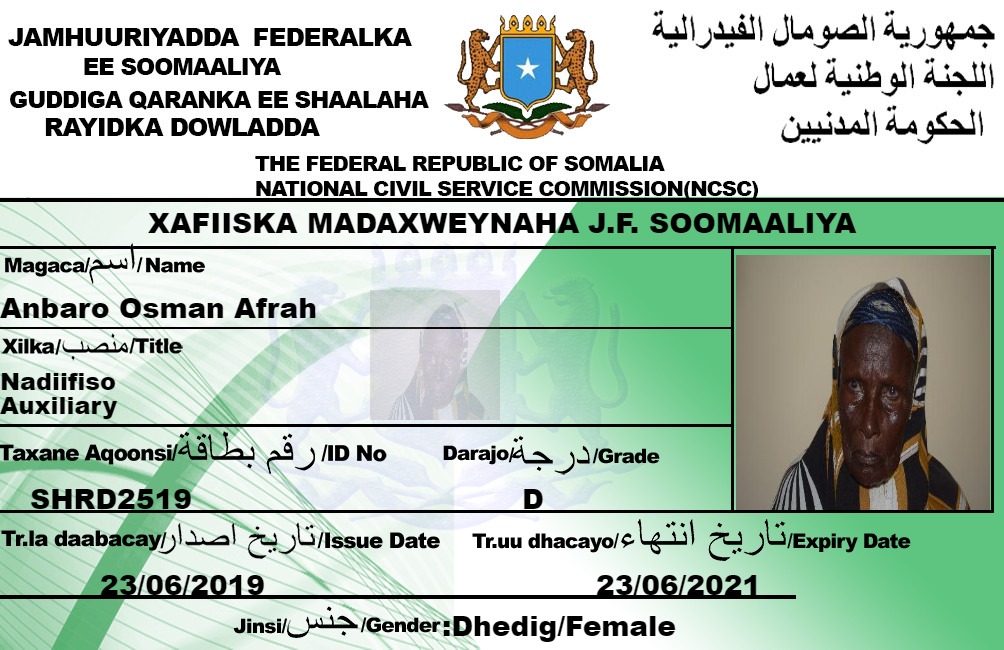 JAMHUURIYADDA FEDERALKA
EE SOOMAALIYA
GUDDIGA QARANKA EE SHAALAHA
RAYIDKA DOWLADDA
جمهورية الصومال الفيدرالية
اللجنة الوطنية لعمال
الحكومة المدنيين
THE FEDERAL REPUBLIC OF SOMALIA
NATIONAL CIVIL SERVICE COMMISSION(NCSC)
XAFIISKA MADAXWEYNAHA J.F. SOOMAALIYA
Magaca/اسم/Name
Anbaro Osman Afrah
Xilka/منصب/Title
Nadiifiso
Auxiliary
Taxane Aqoonsi/رقم بطاقة/ID No
Darajo/درجة/Grade
SHRD2519
D
Tr.la daabacay/تاريخ اصدار/Issue Date
Tr.uu dhacayo/تاريخ انتهاء/Expiry Date
23/06/2019
23/06/2021
Jinsi/جنس/Gender:Dhedig/Female